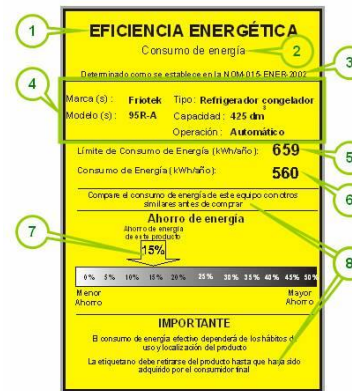 1
EFICIENCIA ENERGÉTICA
Consumo de energía
2
Determinado como se establece en la NOM-015-ENER-2002
3
4
Marca(s): Friotek Tipo: Refrigerador congelador
Modelo(s): 95R-A Capacidad: 425 dm³
Operación: Automático
Límite de Consumo de Energía (kWh/año): 659
5
Consumo de Energía (kWh/año): 560
6
Compare el consumo de energía de este equipo con otros
similares antes de comprar
Ahorro de energía
7
Ahorro de energía
de este producto
15%
8
0% 5% 10% 15% 20% 25% 30% 35% 40% 45% 50%
Menor Mayor
Ahorro Ahorro
IMPORTANTE
El consumo de energía efectivo dependerá de los hábitos de
uso y localización del producto
La etiqueta no debe retirarse del producto hasta que haya sido
adquirido por el consumidor final